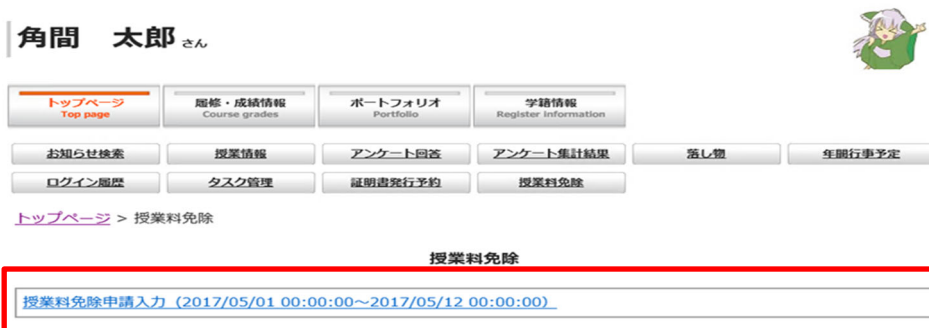 角間　太郎 さん
トップページ 履修・成績情報 ポートフォリオ 学籍情報
Top page Course grades Portfolio Register information
お知らせ検索 授業情報 アンケート回答 アンケート集計結果 落し物 年間行事予定
ログイン履歴 タスク管理 証明書発行予約 授業料免除
トップページ > 授業料免除
授業料免除
授業料免除申請入力（2017/05/01 00:00:00～2017/05/12 00:00:00）